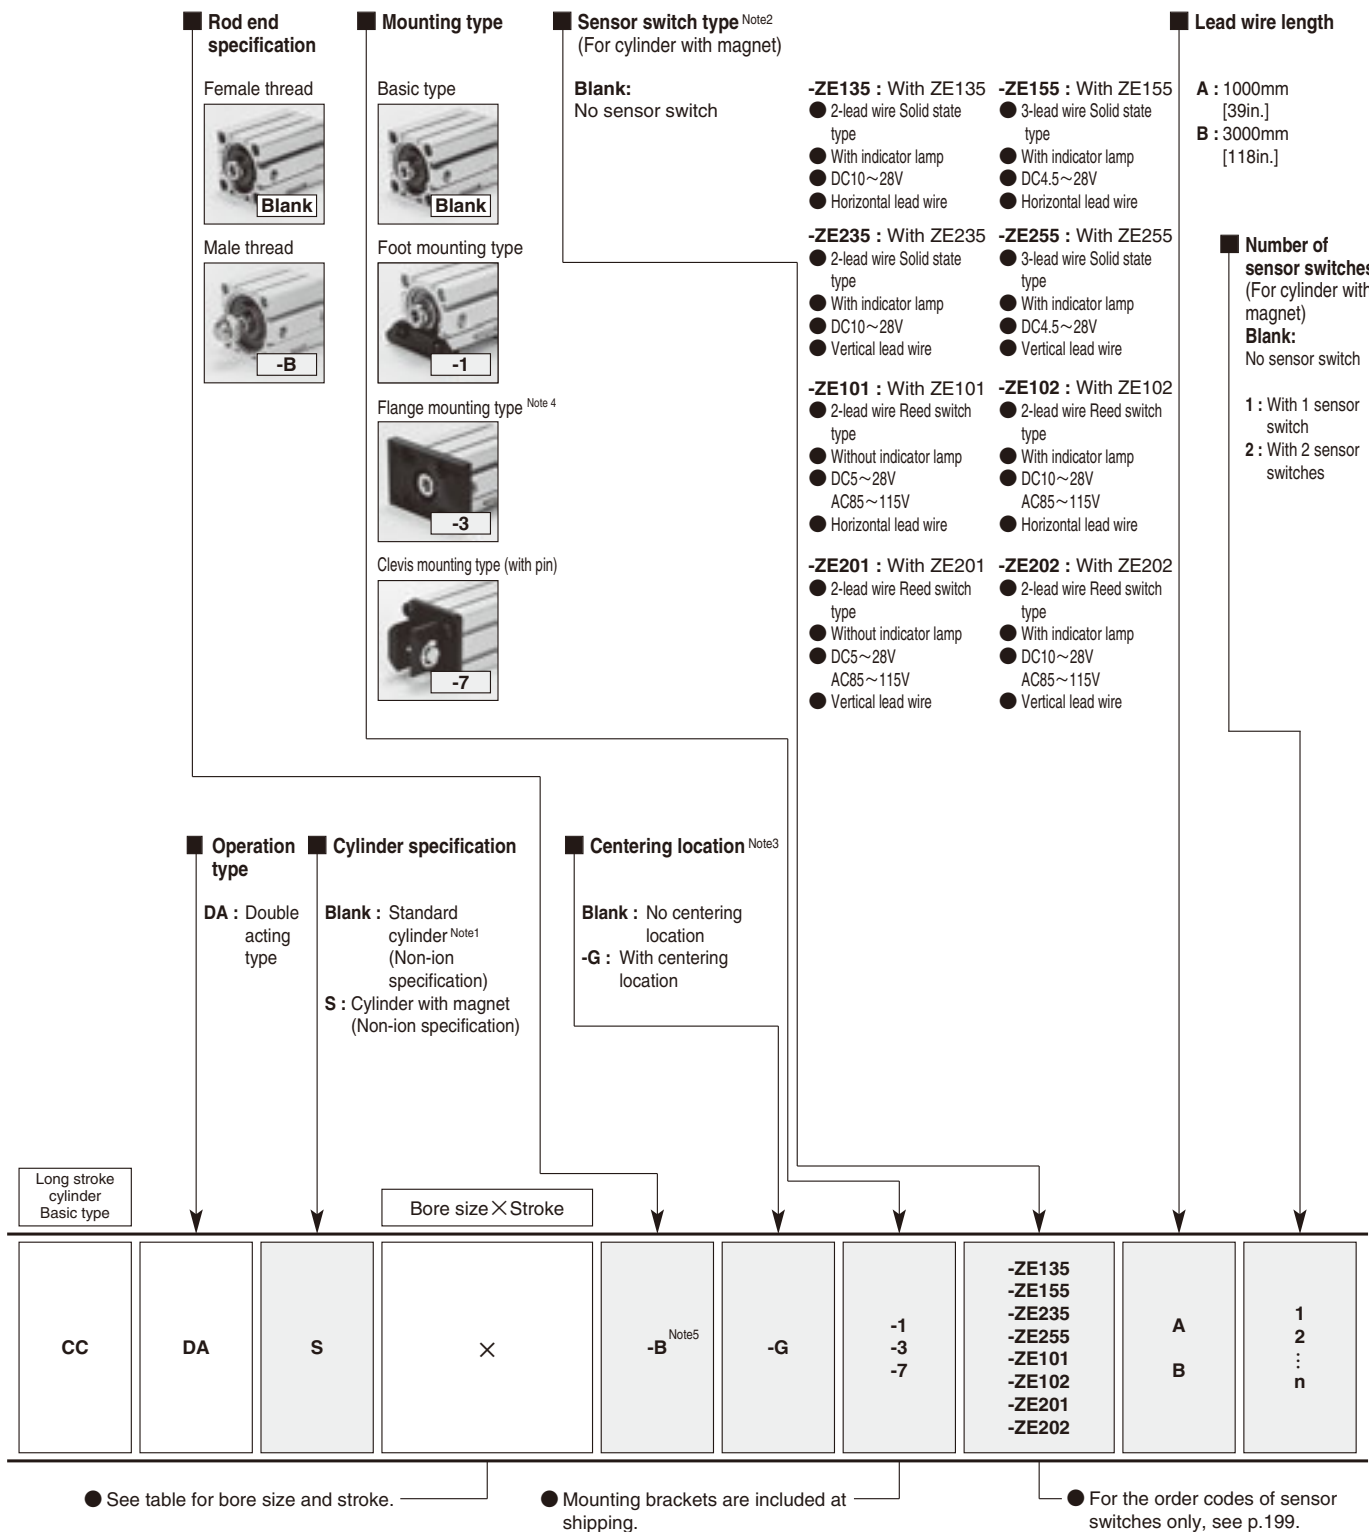 Rod end
specification
Female thread
Blank
Male thread
-B
Mounting type
Basic type
Blank
Foot mounting type
-1
Flange mounting type Note 4
-3
Clevis mounting type (with pin)
-7
Sensor switch type Note2
(For cylinder with magnet)
Blank:
No sensor switch
-ZE135 : With ZE135
● 2-lead wire Solid state
type
● With indicator lamp
● DC10～28V
● Horizontal lead wire
-ZE155 : With ZE155
● 3-lead wire Solid state
type
● With indicator lamp
● DC4.5～28V
● Horizontal lead wire
-ZE235 : With ZE235
● 2-lead wire Solid state
type
● With indicator lamp
● DC10～28V
● Vertical lead wire
-ZE255 : With ZE255
● 3-lead wire Solid state
type
● With indicator lamp
● DC4.5～28V
● Vertical lead wire
-ZE101 : With ZE101
● 2-lead wire Reed switch
type
● Without indicator lamp
● DC5～28V
AC85～115V
● Horizontal lead wire
-ZE102 : With ZE102
● 2-lead wire Reed switch
type
● With indicator lamp
● DC10～28V
AC85～115V
● Horizontal lead wire
-ZE201 : With ZE201
● 2-lead wire Reed switch
type
● Without indicator lamp
● DC5～28V
AC85～115V
● Vertical lead wire
-ZE202 : With ZE202
● 2-lead wire Reed switch
type
● With indicator lamp
● DC10～28V
AC85～115V
● Vertical lead wire
Lead wire length
A : 1000mm
[39in.]
B : 3000mm
[118in.]
Number of
sensor switches
(For cylinder with
magnet)
Blank:
No sensor switch
1 : With 1 sensor
switch
2 : With 2 sensor
switches
Operation
type
DA : Double
acting
type
Cylinder specification
Blank : Standard
cylinder Note1
(Non-ion
specification)
S : Cylinder with magnet
(Non-ion specification)
Centering location Note3
Blank : No centering
location
-G : With centering
location
Long stroke
cylinder
Basic type
Bore size×Stroke
CC
DA
S
×
-B Note5
-G
-1
-3
-7
-ZE135
-ZE155
-ZE235
-ZE255
-ZE101
-ZE102
-ZE201
-ZE202
A
B
1
2
⋮
n
● See table for bore size and stroke.
● Mounting brackets are included at
shipping.
● For the order codes of sensor
switches only, see p.199.